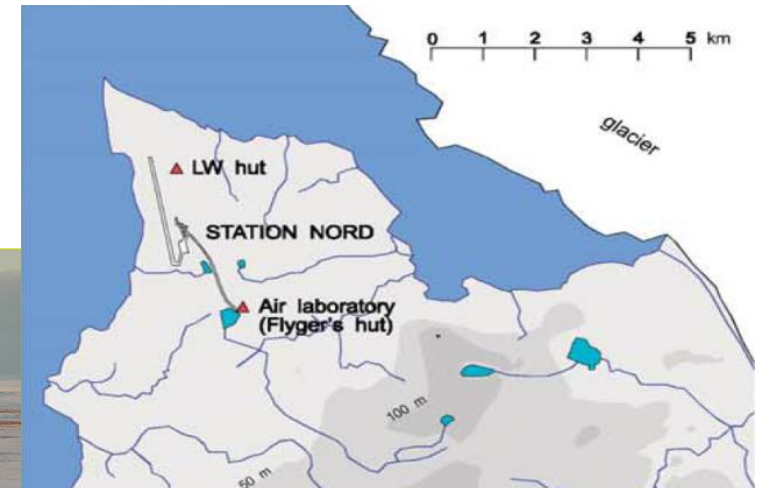 0 1 2 3 4 5 km
glacier
LW hut
STATION NORD
Air laboratory
(Flyger's hut)
100 m
50 m